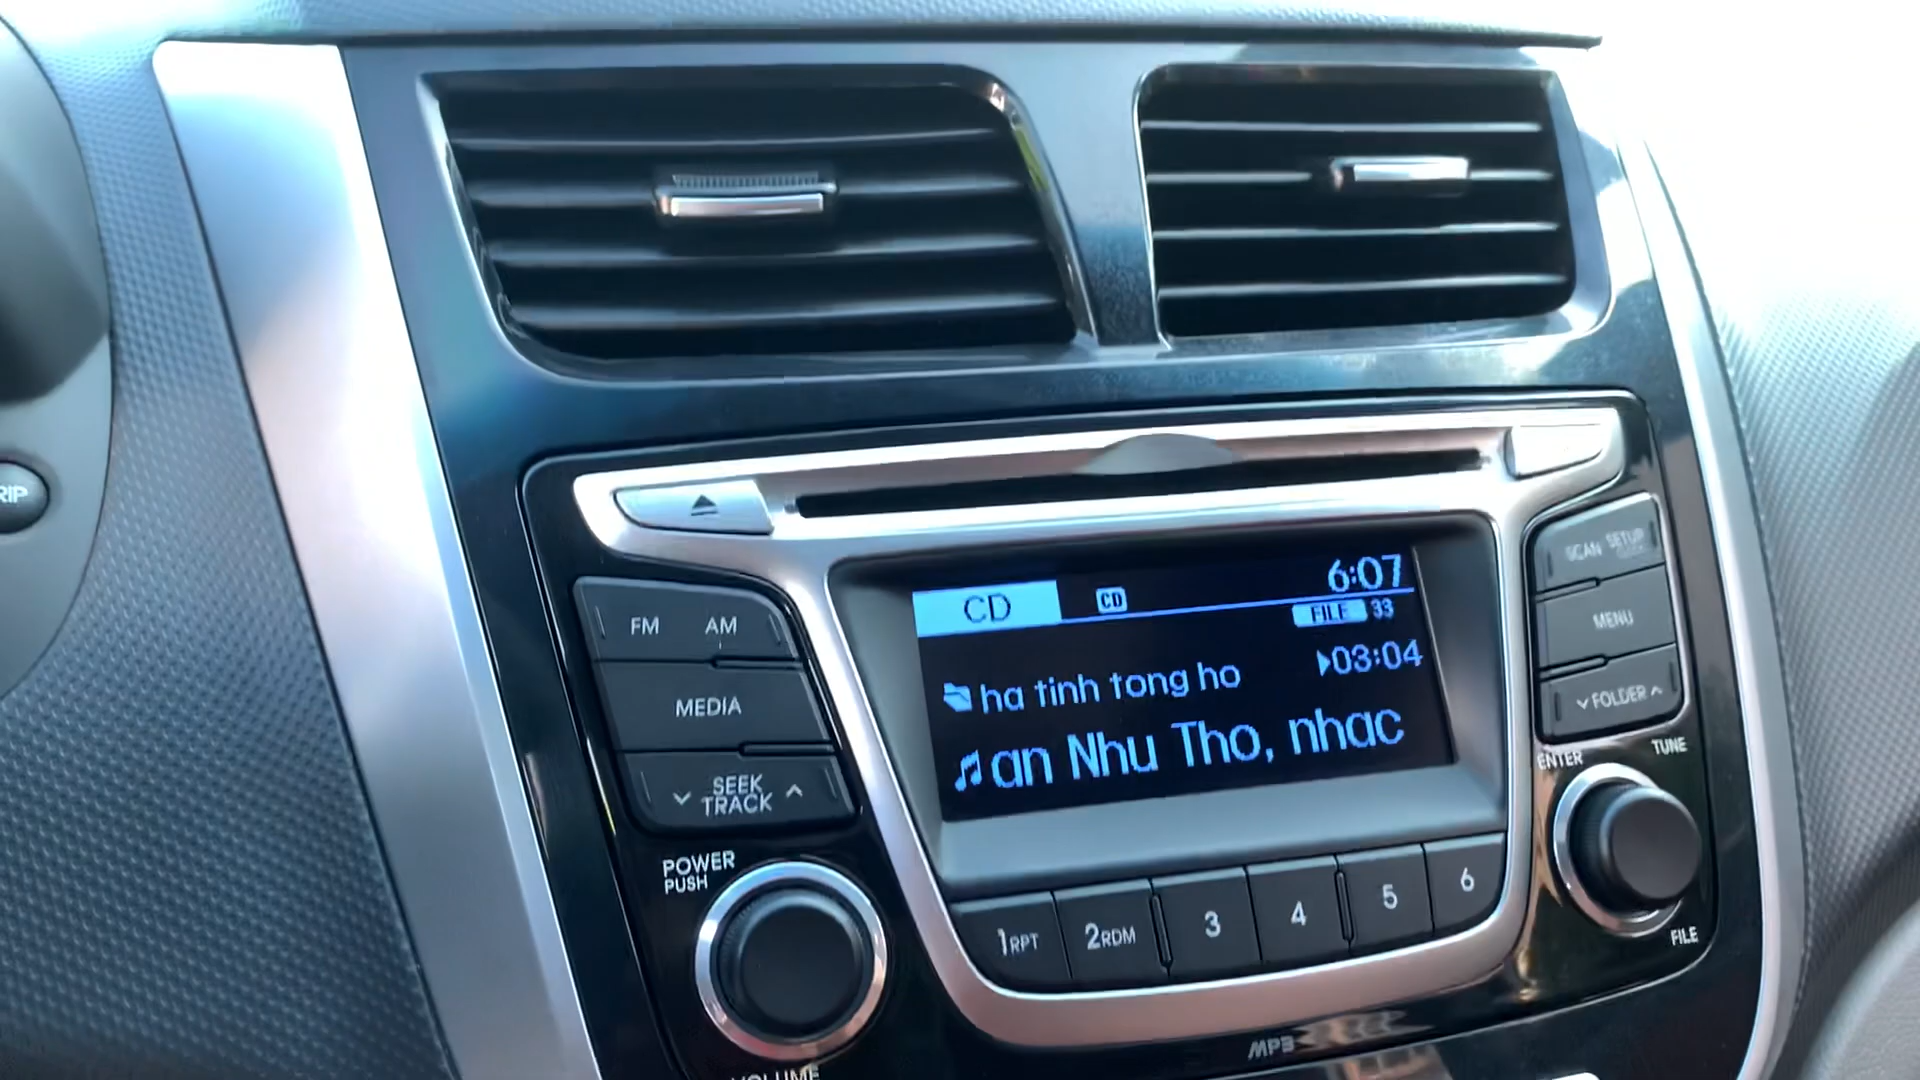 RIP
FM AM
MEDIA
SEEK
TRACK
POWER
PUSH
VOLUME
CD CD 6:07
FILE 33
ha tinh tong ho 03:04
an Nhu Tho, nhac
1RPT 2RDM 3 4 5 6
SCAN SETUP
MENU
FOLDER
ENTER TUNE
FILE
MP3